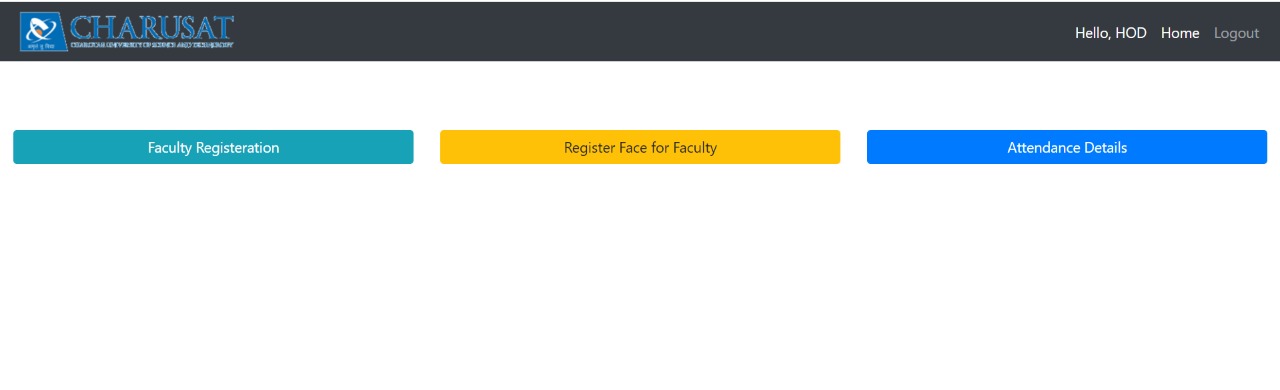 CHARUSAT
CHAROTAR UNIVERSITY OF SCIENCE AND TECHNOLOGY
Hello, HOD Home Logout
Faculty Registeration
Register Face for Faculty
Attendance Details